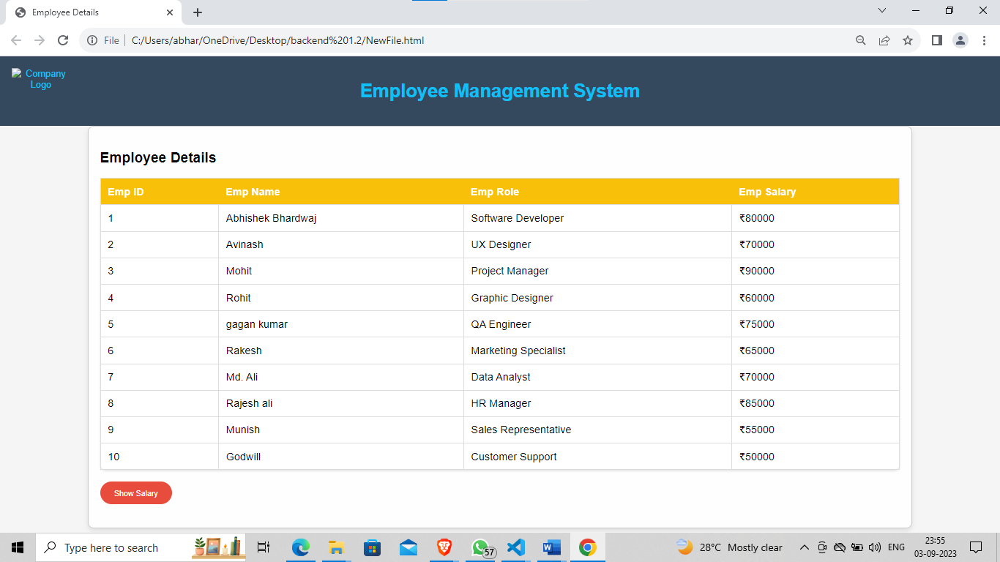 Employee Details
File C:/Users/abhar/OneDrive/Desktop/backend%201.2/NewFile.html
Company
Logo
Employee Management System
Employee Details
Emp ID Emp Name Emp Role Emp Salary
1 Abhishek Bhardwaj Software Developer ₹80000
2 Avinash UX Designer ₹70000
3 Mohit Project Manager ₹90000
4 Rohit Graphic Designer ₹60000
5 gagan kumar QA Engineer ₹75000
6 Rakesh Marketing Specialist ₹65000
7 Md. Ali Data Analyst ₹70000
8 Rajesh ali HR Manager ₹85000
9 Munish Sales Representative ₹55000
10 Godwill Customer Support ₹50000
Show Salary
Type here to search 57 W 28°C Mostly clear ENG 23:55
03-09-2023